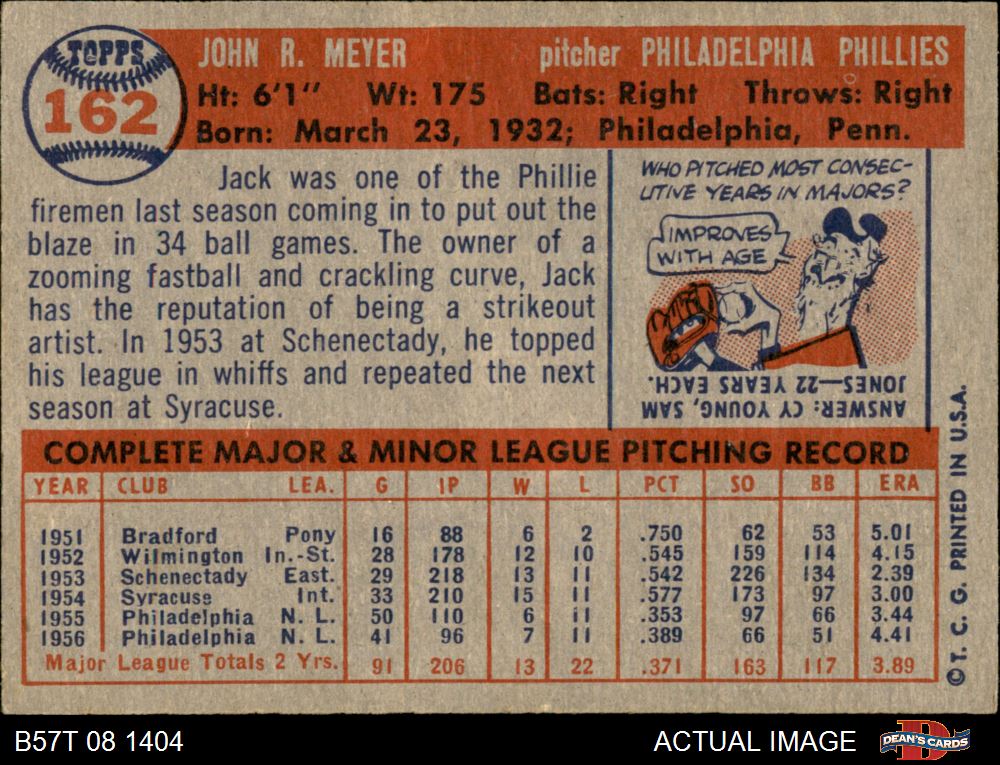 TOPPS
162
JOHN R. MEYER pitcher PHILADELPHIA PHILLIES
Ht: 6'1" Wt: 175 Bats: Right Throws: Right
Born: March 23, 1932; Philadelphia, Penn.
Jack was one of the Phillie
firemen last season coming in to put out the
blaze in 34 ball games. The owner of a
zooming fastball and crackling curve, Jack
has the reputation of being a strikeout
artist. In 1953 at Schenectady, he topped
his league in whiffs and repeated the next
season at Syracuse.
WHO PITCHED MOST CONSEC-
UTIVE YEARS IN MAJORS?
IMPROVES
WITH AGE
ANSWER: CY YOUNG, SAM
JONES—22 YEARS EACH.
COMPLETE MAJOR & MINOR LEAGUE PITCHING RECORD
YEAR CLUB LEA. G IP W L PCT SO BB ERA
1951 Bradford Pony 16 88 6 2 .750 62 53 5.01
1952 Wilmington In.-St. 28 178 12 10 .545 159 114 4.15
1953 Schenectady East. 29 218 13 11 .542 226 134 2.39
1954 Syracuse Int. 33 210 15 11 .577 173 97 3.00
1955 Philadelphia N. L. 50 110 6 11 .353 97 66 3.44
1956 Philadelphia N. L. 41 96 7 11 .389 66 51 4.41
Major League Totals 2 Yrs. 91 206 13 22 .371 163 117 3.89
©T. C. G. PRINTED IN U.S.A.
B57T 08 1404 ACTUAL IMAGE
DEAN'S CARDS